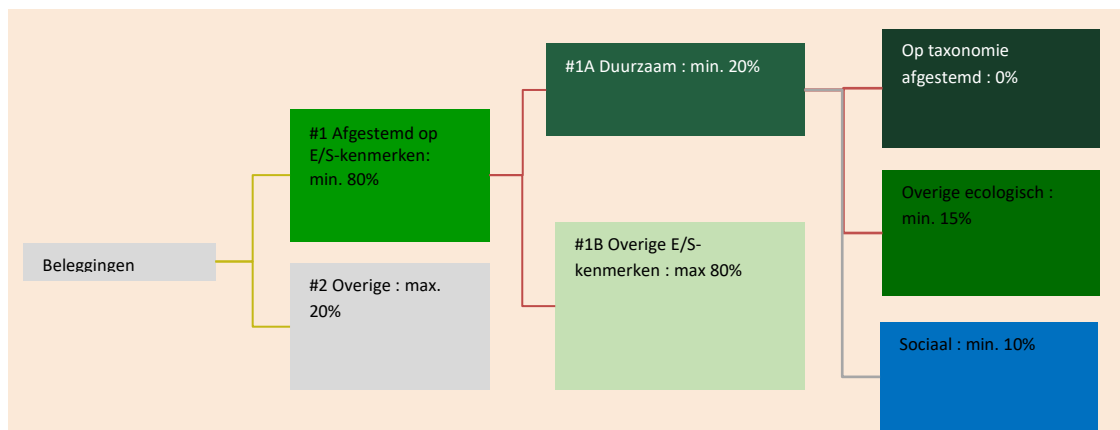 Beleggingen
#1 Afgestemd op
E/S-kenmerken:
min. 80%
#2 Overige : max.
20%
#1A Duurzaam : min. 20%
#1B Overige E/S-
kenmerken : max 80%
Op taxonomie
afgestemd : 0%
Overige ecologisch :
min. 15%
Sociaal : min. 10%